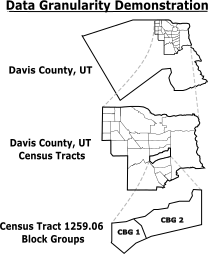 Data Granularity Demonstration
Davis County, UT
Davis County, UT
Census Tracts
Census Tract 1259.06
Block Groups
CBG 1
CBG 2